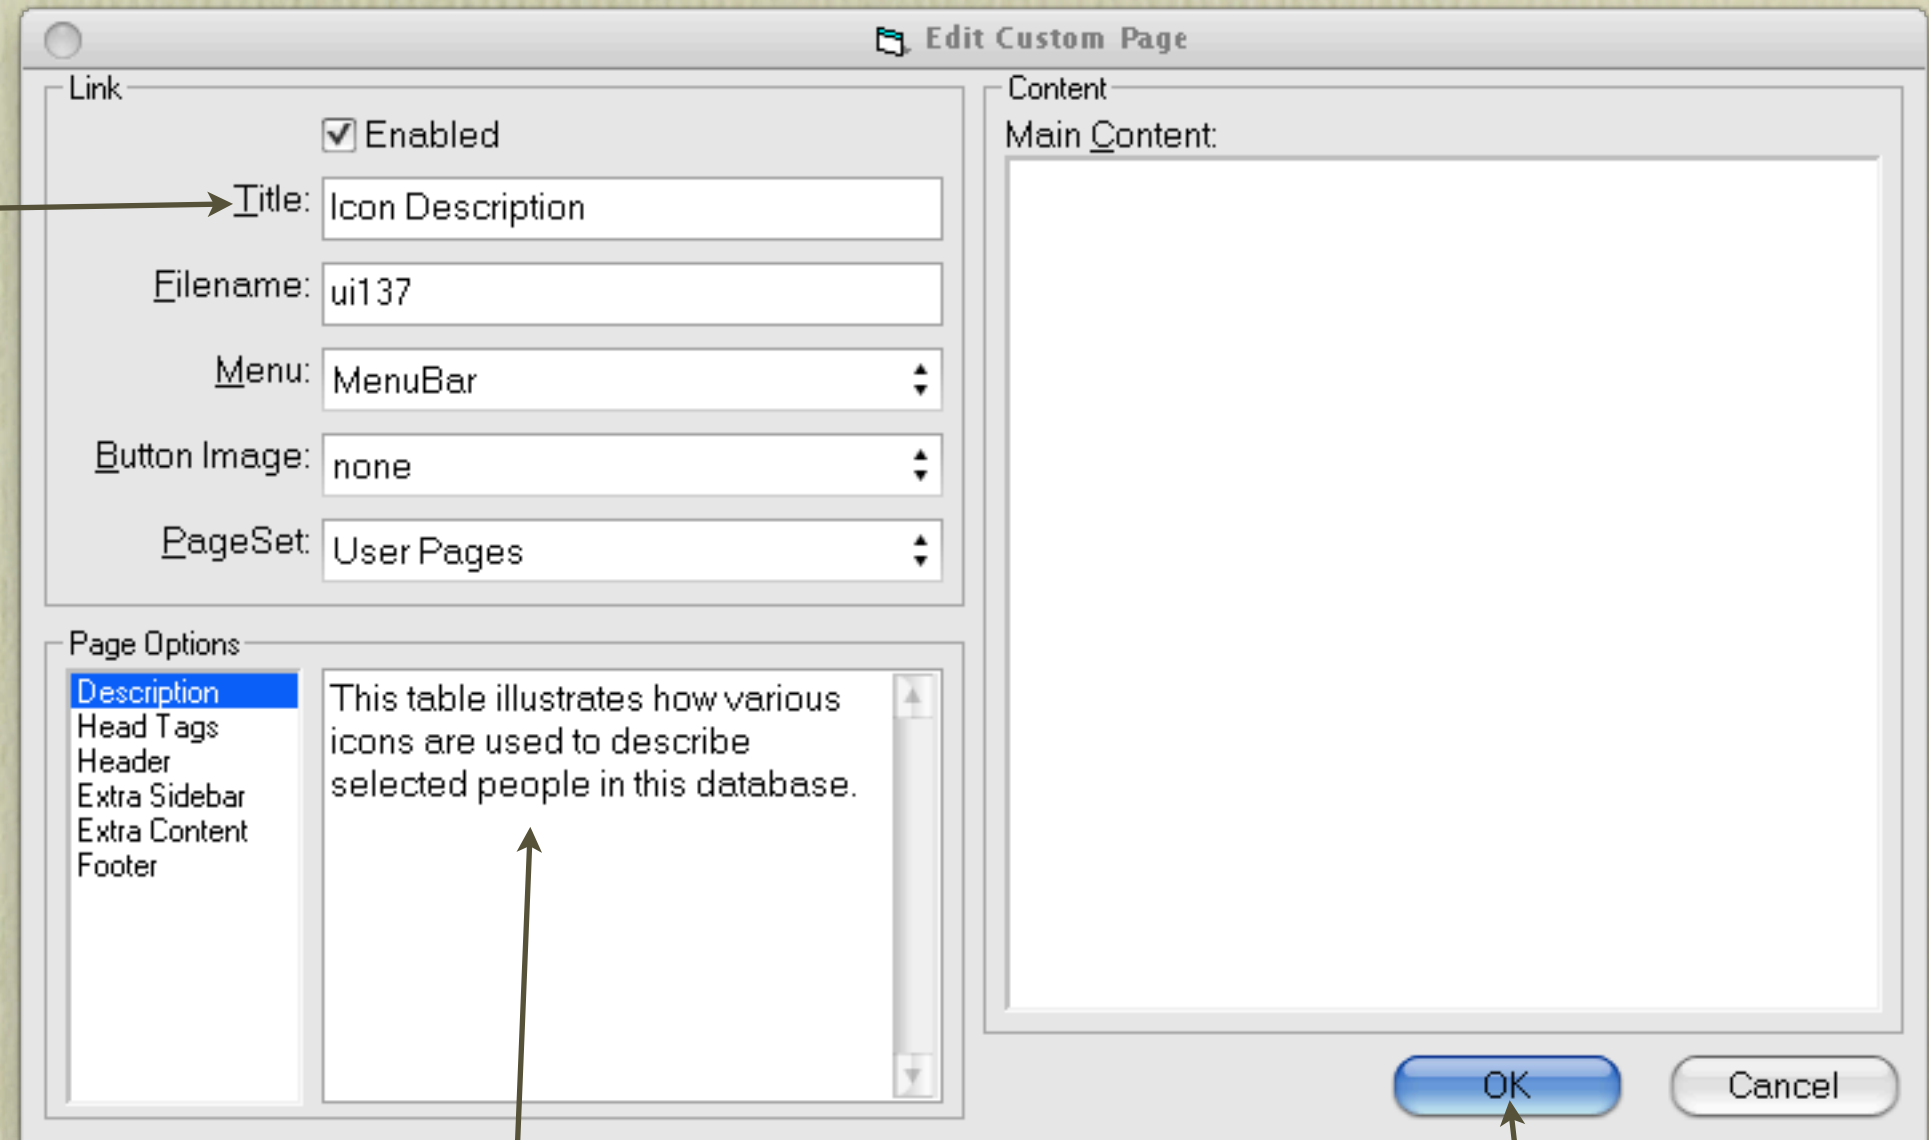 Edit Custom Page
Link
Enabled
Title: Icon Description
Filename: ui137
Menu: MenuBar
Button Image: none
PageSet: User Pages
Page Options
Description
Head Tags
Header
Extra Sidebar
Extra Content
Footer
This table illustrates how various
icons are used to describe
selected people in this database.
Content
Main Content:
OK
Cancel